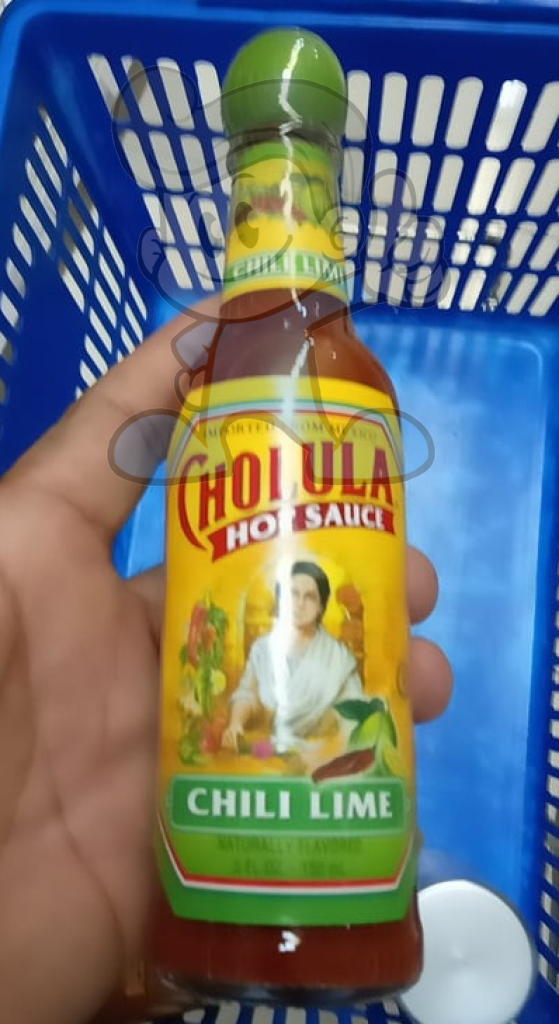 CHILI LIME
IMPORTED FROM MEXICO
CHOLULA
HOT SAUCE
CHILI LIME
NATURALLY FLAVORED
5 FL OZ 150 mL